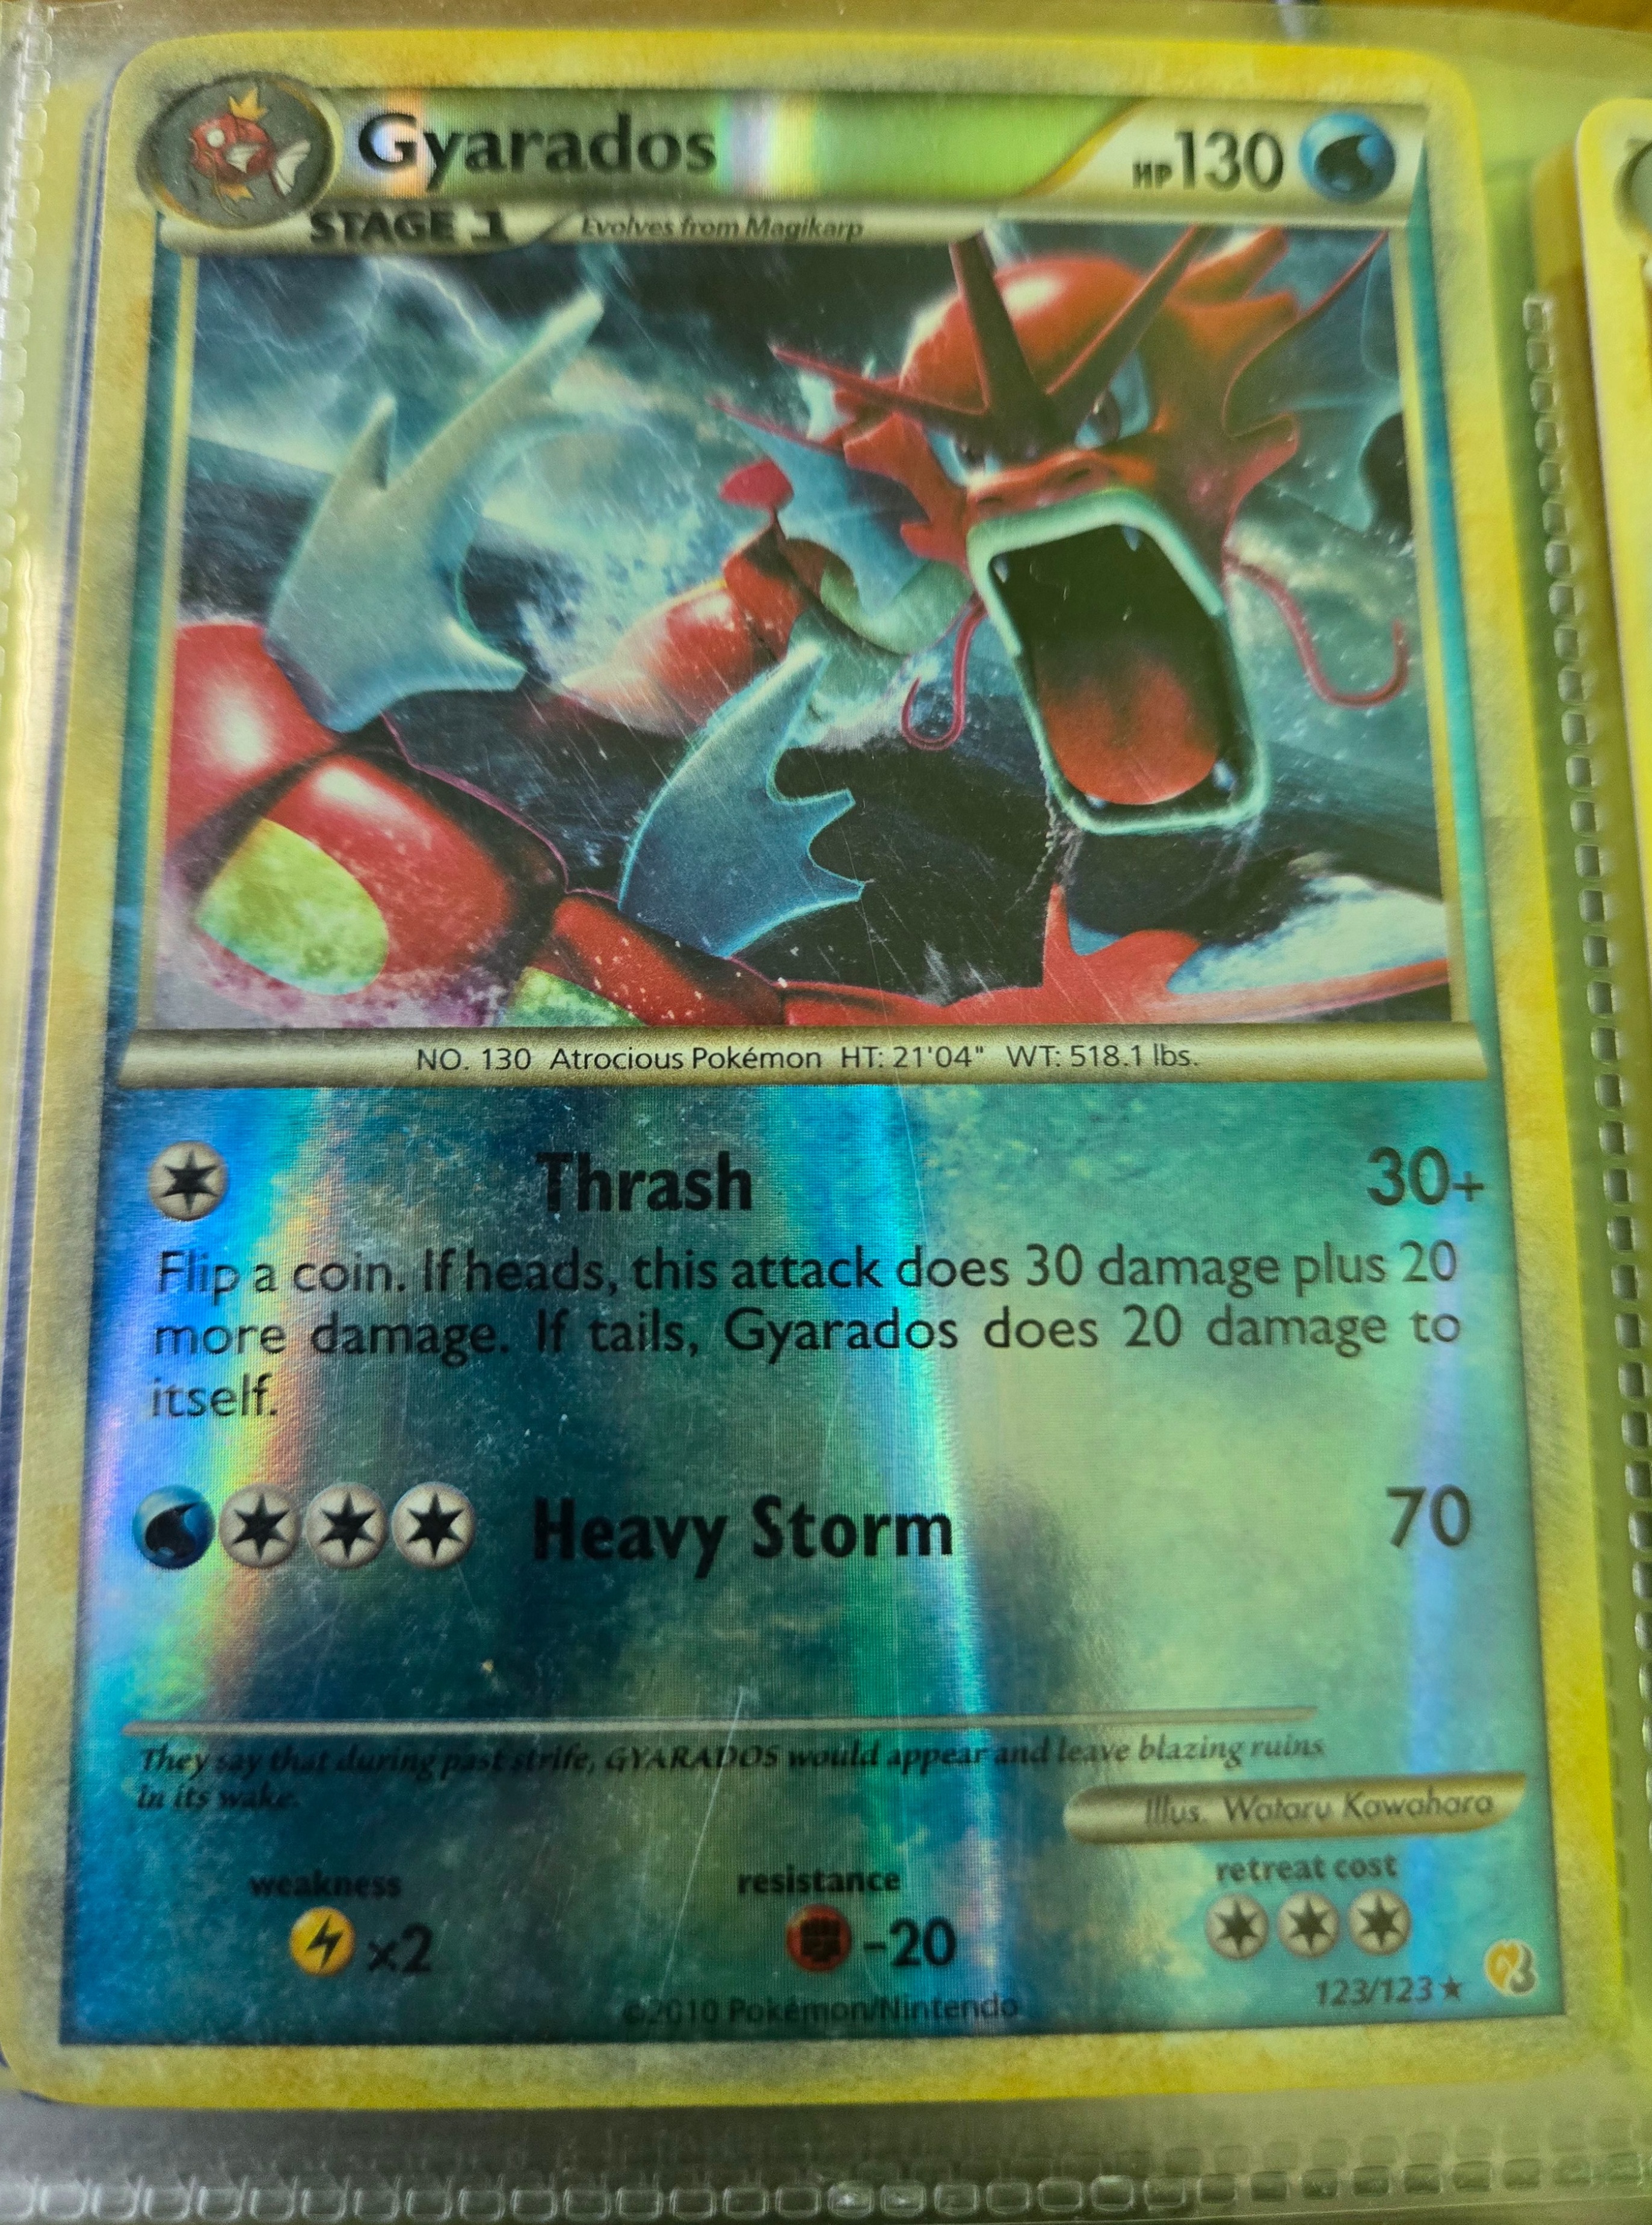 Gyarados HP130
STAGE 1 Evolves from Magikarp
NO. 130 Atrocious Pokémon HT: 21'04" WT: 518.1 lbs.
Thrash 30+
Flip a coin. If heads, this attack does 30 damage plus 20
more damage. If tails, Gyarados does 20 damage to
itself.
Heavy Storm 70
They say that during past strife, GYARADOS would appear and leave blazing ruins
in its wake.
Illus. Wataru Kawahara
weakness resistance retreat cost
×2 -20
123/123 ★
©2010 Pokémon/Nintendo